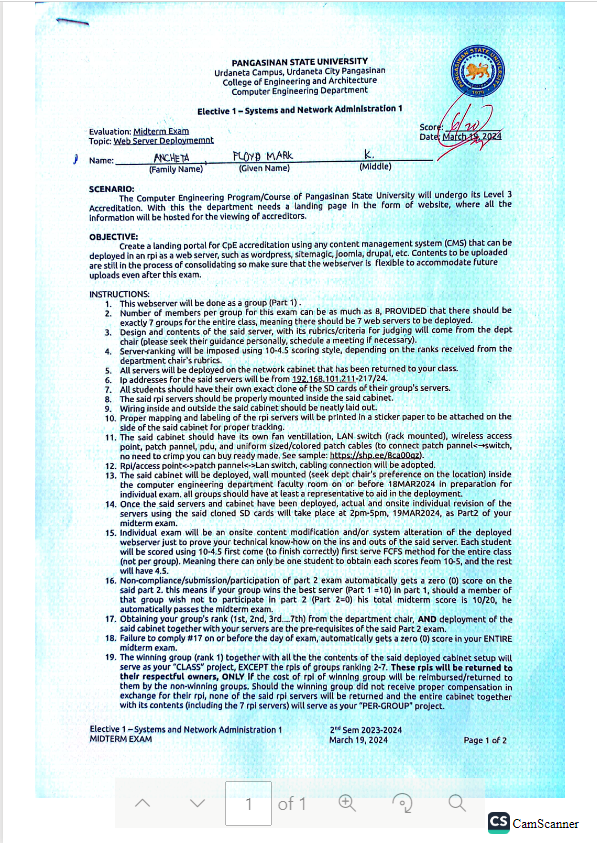 PANGASINAN STATE UNIVERSITY
Urdaneta Campus, Urdaneta City Pangasinan
College of Engineering and Architecture
Computer Engineering Department
Elective 1 – Systems and Network Administration 1
Evaluation: Midterm Exam
Topic: Web Server Deploymemnt
Score:
Date: March 19, 2024
Name: ANCHETA, FLOYD MARK K.
(Family Name) (Given Name) (Middle)
SCENARIO:
The Computer Engineering Program/Course of Pangasinan State University will undergo its Level 3
Accreditation. With this the department needs a landing page in the form of website, where all the
information will be hosted for the viewing of accreditors.
OBJECTIVE:
Create a landing portal for CpE accreditation using any content management system (CMS) that can be
deployed in an rpi as a web server, such as wordpress, sitemagic, joomla, drupal, etc. Contents to be uploaded
are still in the process of consolidating so make sure that the webserver is flexible to accommodate future
uploads even after this exam.
INSTRUCTIONS:
1. This webserver will be done as a group (Part 1) .
2. Number of members per group for this exam can be as much as 8, PROVIDED that there should be
exactly 7 groups for the entire class, meaning there should be 7 web servers to be deployed.
3. Design and contents of the said server, with its rubrics/criteria for judging will come from the dept
chair (please seek their guidance personally, schedule a meeting if necessary).
4. Server-ranking will be imposed using 10-4.5 scoring style, depending on the ranks received from the
department chair's rubrics.
5. All servers will be deployed on the network cabinet that has been returned to your class.
6. Ip addresses for the said servers will be from 192.168.101.211-217/24.
7. All students should have their own exact clone of the SD cards of their group's servers.
8. The said rpi servers should be properly mounted inside the said cabinet.
9. Wiring inside and outside the said cabinet should be neatly laid out.
10. Proper mapping and labeling of the rpi servers will be printed in a sticker paper to be attached on the
side of the said cabinet for proper tracking.
11. The said cabinet should have its own fan ventilation, LAN switch (rack mounted), wireless access
point, patch panel, pdu, and uniform sized/colored patch cables (to connect patch panel<->switch,
no need to crimp you can buy ready made. See sample: https://shp.ee/8ca00qz).
12. Rpi/access point<->patch panel<->Lan switch, cabling connection will be adopted.
13. The said cabinet will be deployed, wall mounted (seek dept chair's preference on the location) inside
the computer engineering department faculty room on or before 18MAR2024 in preparation for
individual exam. all groups should have at least a representative to aid in the deployment.
14. Once the said servers and cabinet have been deployed, actual and onsite individual revision of the
servers using the said cloned SD cards will take place at 2pm-5pm, 19MAR2024, as Part2 of your
midterm exam.
15. Individual exam will be an onsite content modification and/or system alteration of the deployed
webserver just to prove your technical know-how on the ins and outs of the said server. Each student
will be scored using 10-4.5 first come (to finish correctly) first serve FCFS method for the entire class
(not per group). Meaning there can only be one student to obtain each scores from 10-5, and the rest
will have 4.5.
16. Non-compliance/submission/participation of part 2 exam automatically gets a zero (0) score on the
said part 2. this means if your group wins the best server (Part 1 =10) in part 1, should a member of
that group wish not to participate in part 2 (Part 2=0) his total midterm score is 10/20, he
automatically passes the midterm exam.
17. Obtaining your group's rank (1st, 2nd, 3rd....7th) from the department chair, AND deployment of the
said cabinet together with your servers are the pre-requisites of the said Part 2 exam.
18. Failure to comply #17 on or before the day of exam, automatically gets a zero (0) score in your ENTIRE
midterm exam.
19. The winning group (rank 1) together with all the the contents of the said deployed cabinet setup will
serve as your "CLASS" project, EXCEPT the rpis of groups ranking 2-7. These rpis will be returned to
their respectful owners, ONLY if the cost of rpi of winning group will be reimbursed/returned to
them by the non-winning groups. Should the winning group did not receive proper compensation in
exchange for their rpi, none of the said rpi servers will be returned and the entire cabinet together
with its contents (including the 7 rpi servers) will serve as your "PER-GROUP" project.
Elective 1 – Systems and Network Administration 1 2nd Sem 2023-2024
MIDTERM EXAM March 19, 2024 Page 1 of 2
1 of 1
CS CamScanner